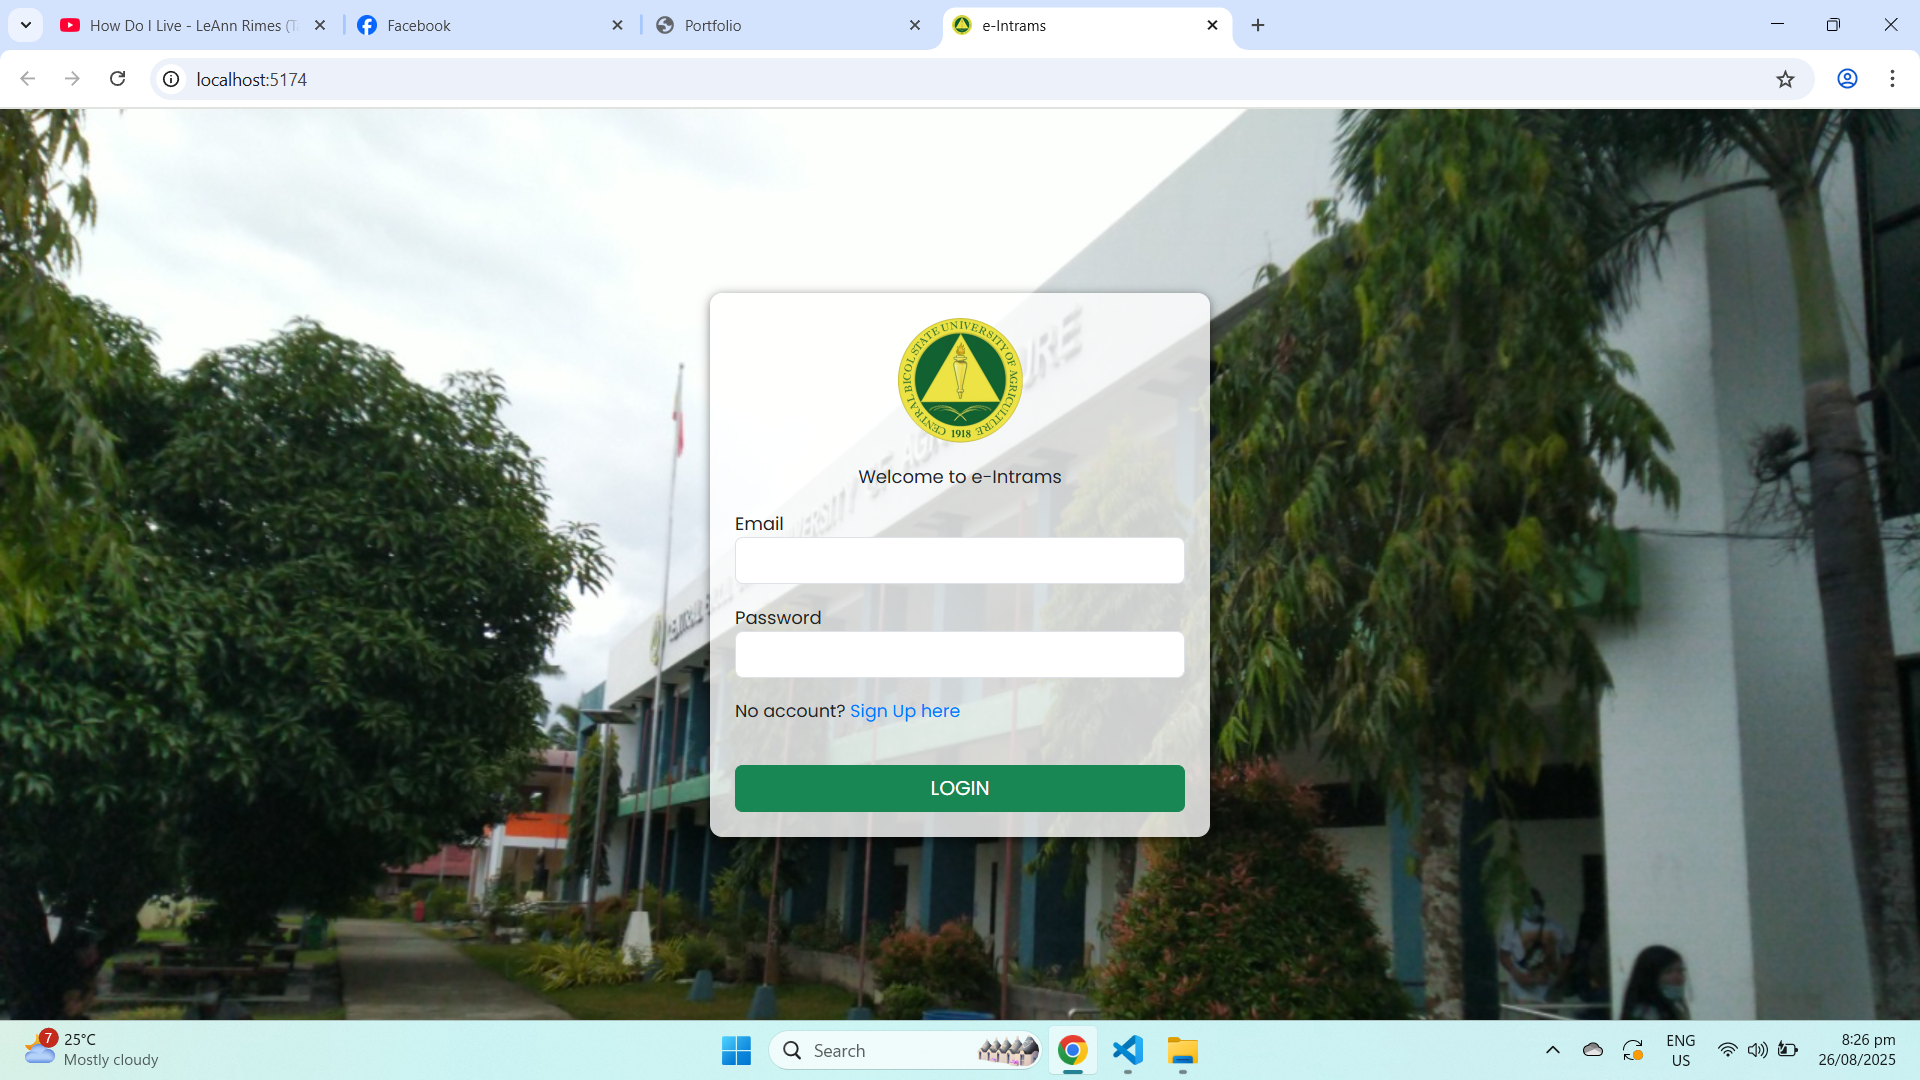 How Do I Live - LeAnn Rimes (T
Facebook
Portfolio
e-Intrams
localhost:5174
CENTRAL BICOL STATE UNIVERSITY OF AGRICULTURE
1918
Welcome to e-Intrams
Email
Password
No account? Sign Up here
LOGIN
7
25°C
Mostly cloudy
Search
ENG
US
8:26 pm
26/08/2025